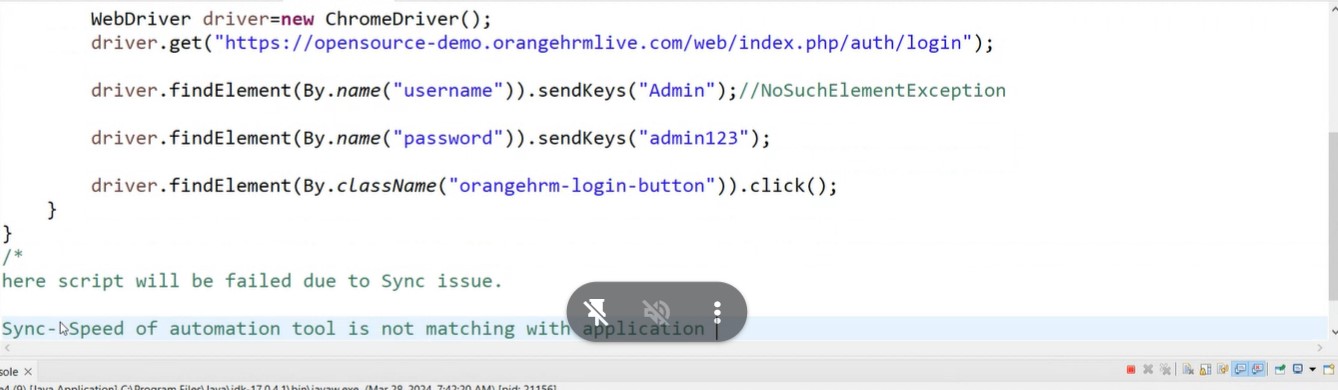 WebDriver driver=new ChromeDriver();
driver.get("https://opensource-demo.orangehrmlive.com/web/index.php/auth/login");
driver.findElement(By.name("username")).sendKeys("Admin");//NoSuchElementException
driver.findElement(By.name("password")).sendKeys("admin123");
driver.findElement(By.className("orangehrm-login-button")).click();
}
}
/*
here script will be failed due to Sync issue.
Sync- Speed of automation tool is not matching with application
sole
e4 (9) [Java Application] C:\Program Files\Java\jdk-17.0.4.1\bin\javaw.exe (Mar 28, 2024, 7:42:20 AM) [pid: 21156]